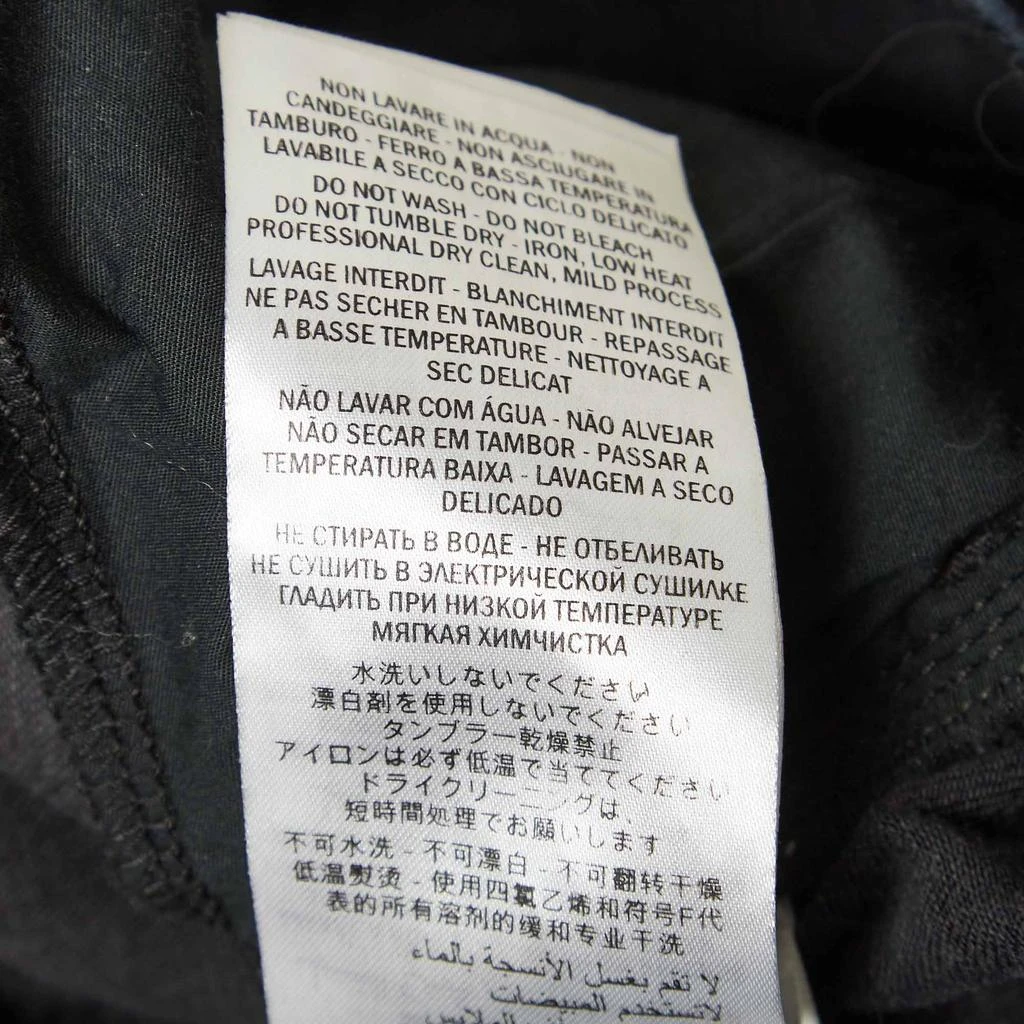 NON LAVARE IN ACQUA - NON
CANDEGGIARE - NON ASCIUGARE IN
TAMBURO - FERRO A BASSA TEMPERATURA
LAVABILE A SECCO CON CICLO DELICATO
DO NOT WASH - DO NOT BLEACH
DO NOT TUMBLE DRY - IRON, LOW HEAT
PROFESSIONAL DRY CLEAN, MILD PROCESS
LAVAGE INTERDIT - BLANCHIMENT INTERDIT
NE PAS SECHER EN TAMBOUR - REPASSAGE
A BASSE TEMPERATURE - NETTOYAGE A
SEC DELICAT
NÃO LAVAR COM ÁGUA - NÃO ALVEJAR
NÃO SECAR EM TAMBOR - PASSAR A
TEMPERATURA BAIXA - LAVAGEM A SECO
DELICADO
НЕ СТИРАТЬ В ВОДЕ - НЕ ОТБЕЛИВАТЬ
НЕ СУШИТЬ В ЭЛЕКТРИЧЕСКОЙ СУШИЛКЕ
ГЛАДИТЬ ПРИ НИЗКОЙ ТЕМПЕРАТУРЕ
МЯГКАЯ ХИМЧИСТКА
水洗いしないでください
漂白剤を使用しないでください
タンブラー乾燥禁止
アイロンは必ず低温で当ててください
ドライクリーニングは、
短時間処理でお願いします
不可水洗 - 不可漂白 - 不可翻转干燥
低温熨烫 - 使用四氯乙烯和符号F代
表的所有溶剂的缓和专业干洗
لا تقم بغسل الأنسجة بالماء
لاتستخدم المبيضات